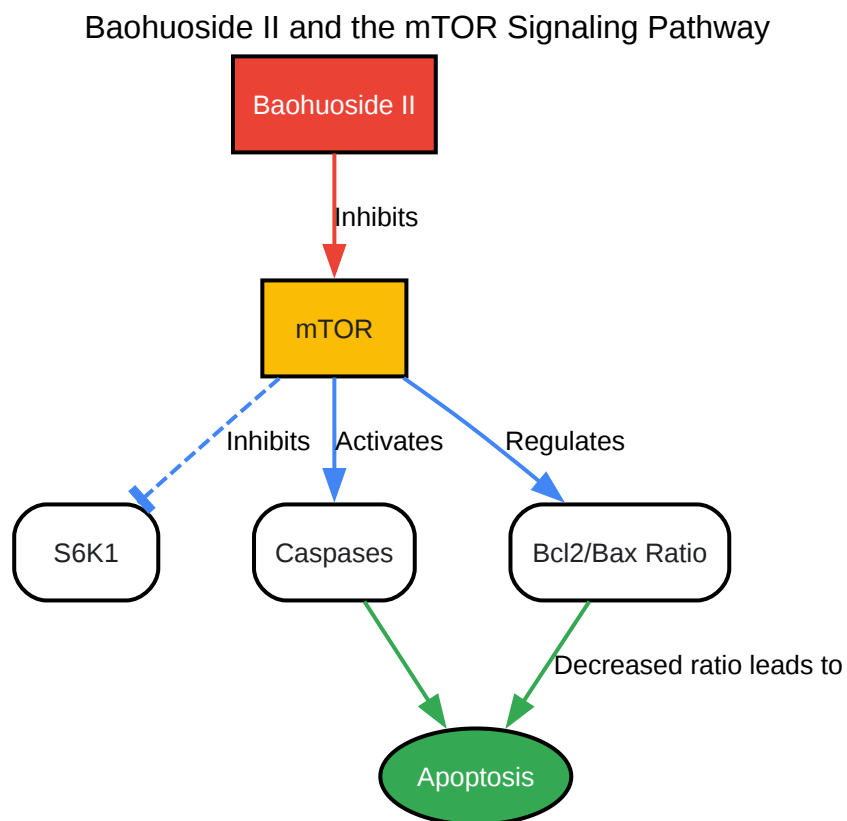 Baohuoside II and the mTOR Signaling Pathway
Baohuoside II
Inhibits
mTOR
Inhibits
Activates
Regulates
S6K1
Caspases
Bcl2/Bax Ratio
Decreased ratio leads to
Apoptosis